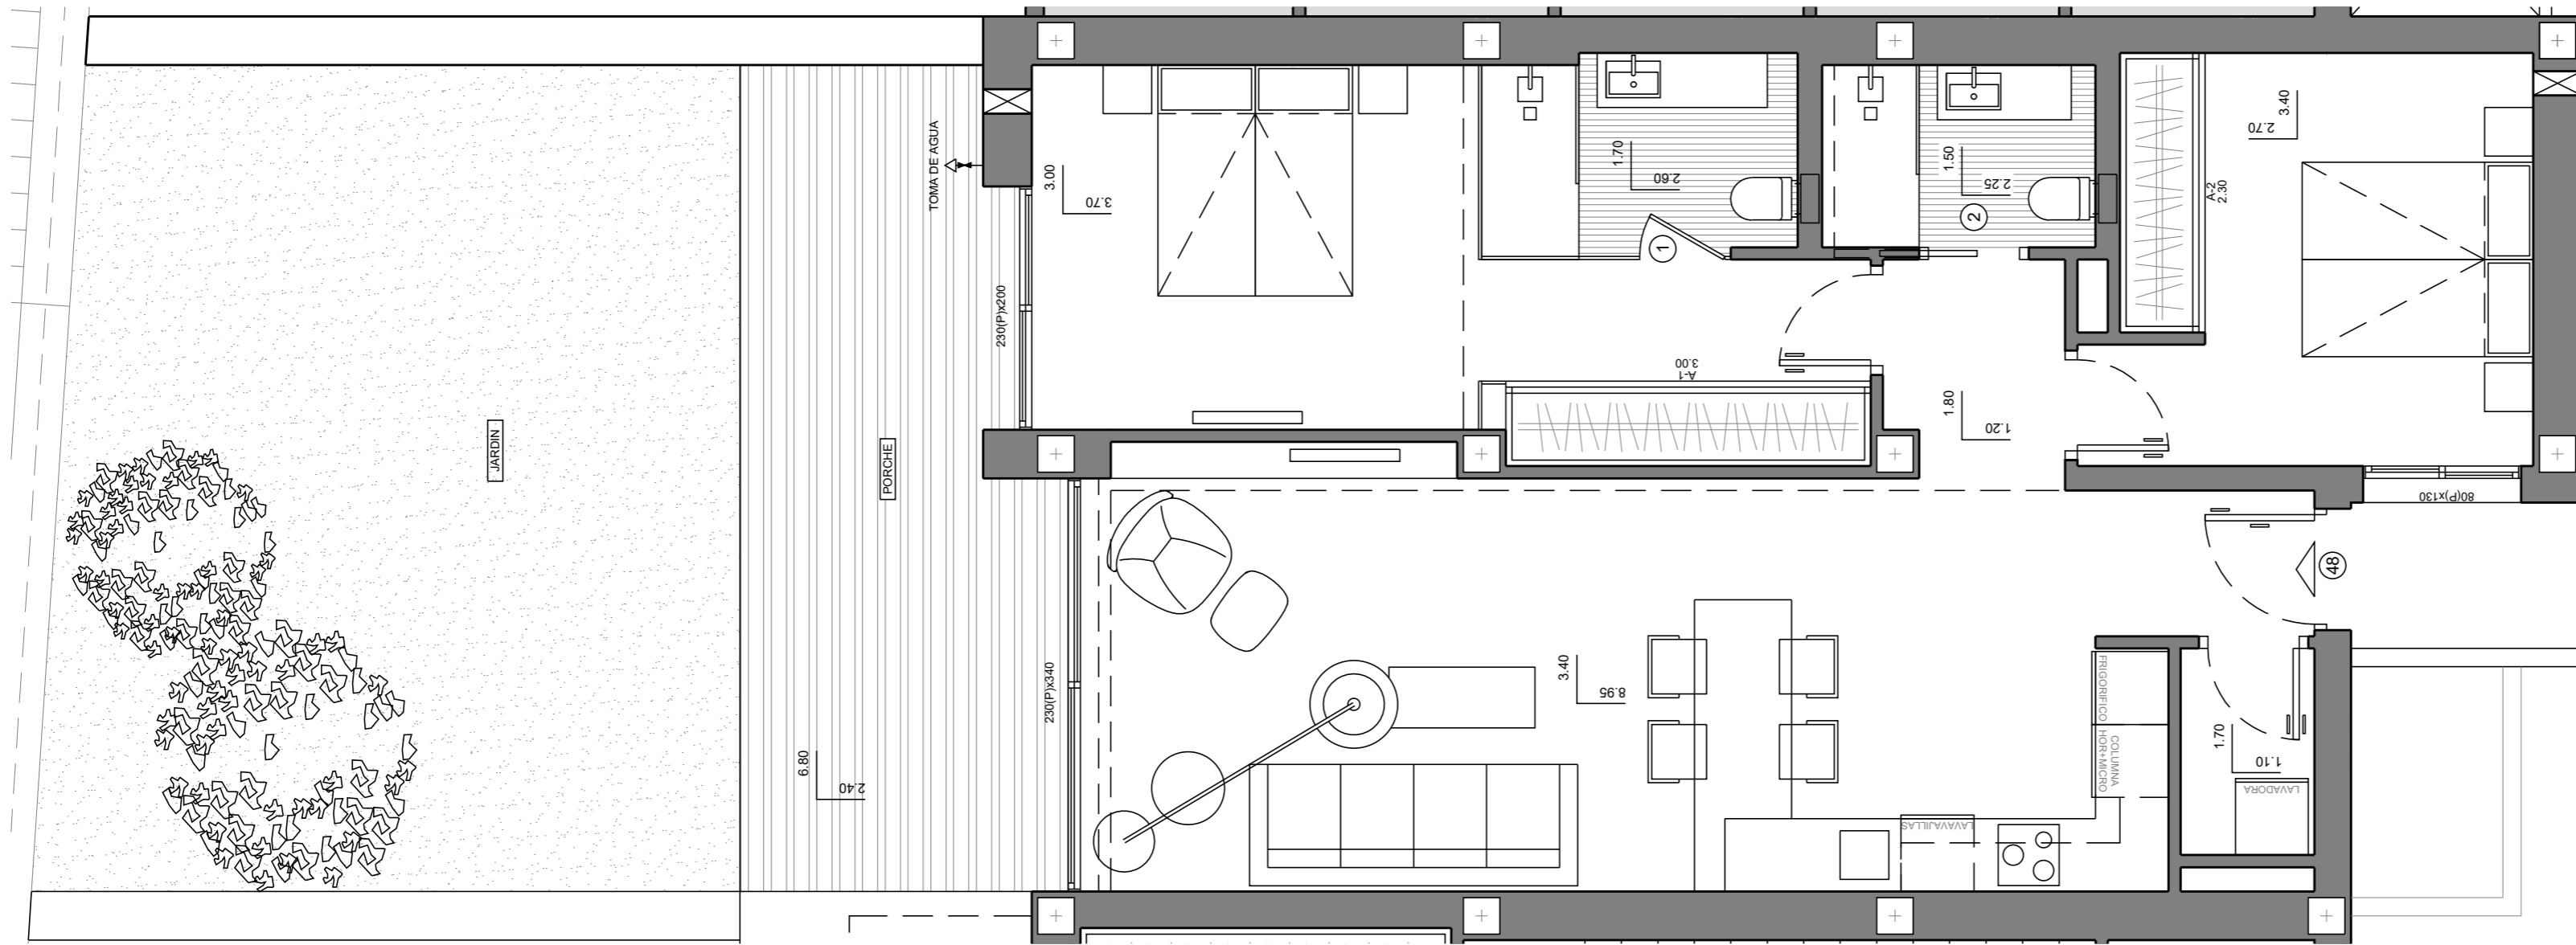 TOMA DE AGUA
3.00
3.70
230(P)x200
JARDIN
PORCHE
6.80
2.40
230(P)x340
1.70
2.60
1
1.50
2.25
2
A-2
2.30
3.40
2.70
A-1
3.00
1.80
1.20
80(P)x130
48
3.40
8.95
FRIGORIFICO
COLUMNA
HOR+MICRO
LAVAVAJILLAS
1.70
1.10
LAVADORA